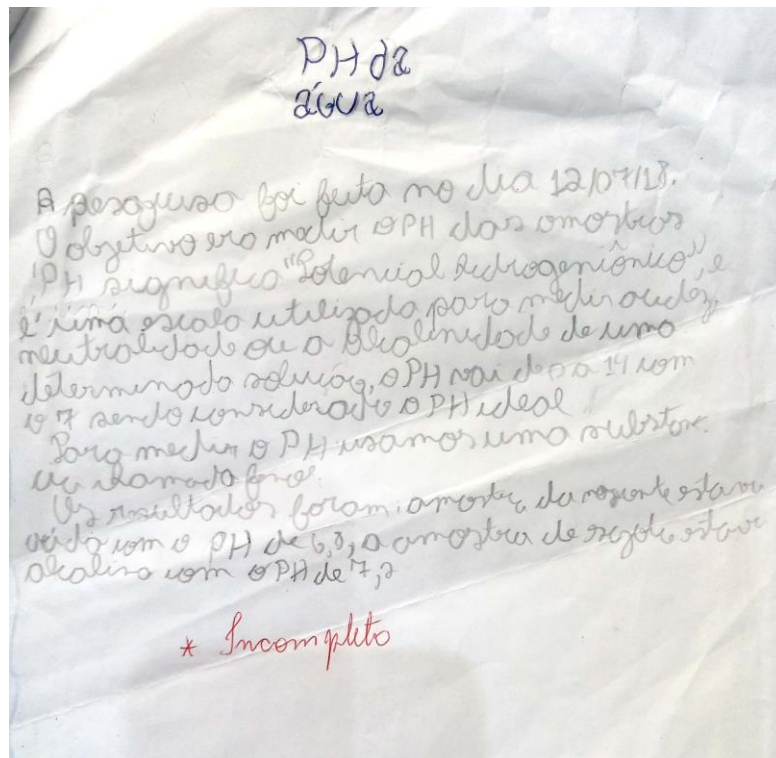 PH da
água
A pesquisa foi feita no dia 12/07/18.
O objetivo era medir o PH das amostras
PH significa "Potencial hidrogeniônico", e
é uma escala utilizada para medir acidez,
neutralidade ou a alcalinidade de uma
determinada solução, o PH vai de 0 a 14 com
o 7 sendo considerado o PH ideal
Para medir o PH usamos uma substân
cia chamada
Os resultados foram: amostra da nascente estava
ácida com o PH de 6,8, a amostra de esgoto estava
alcalina com o PH de 7,2
* Incompleto